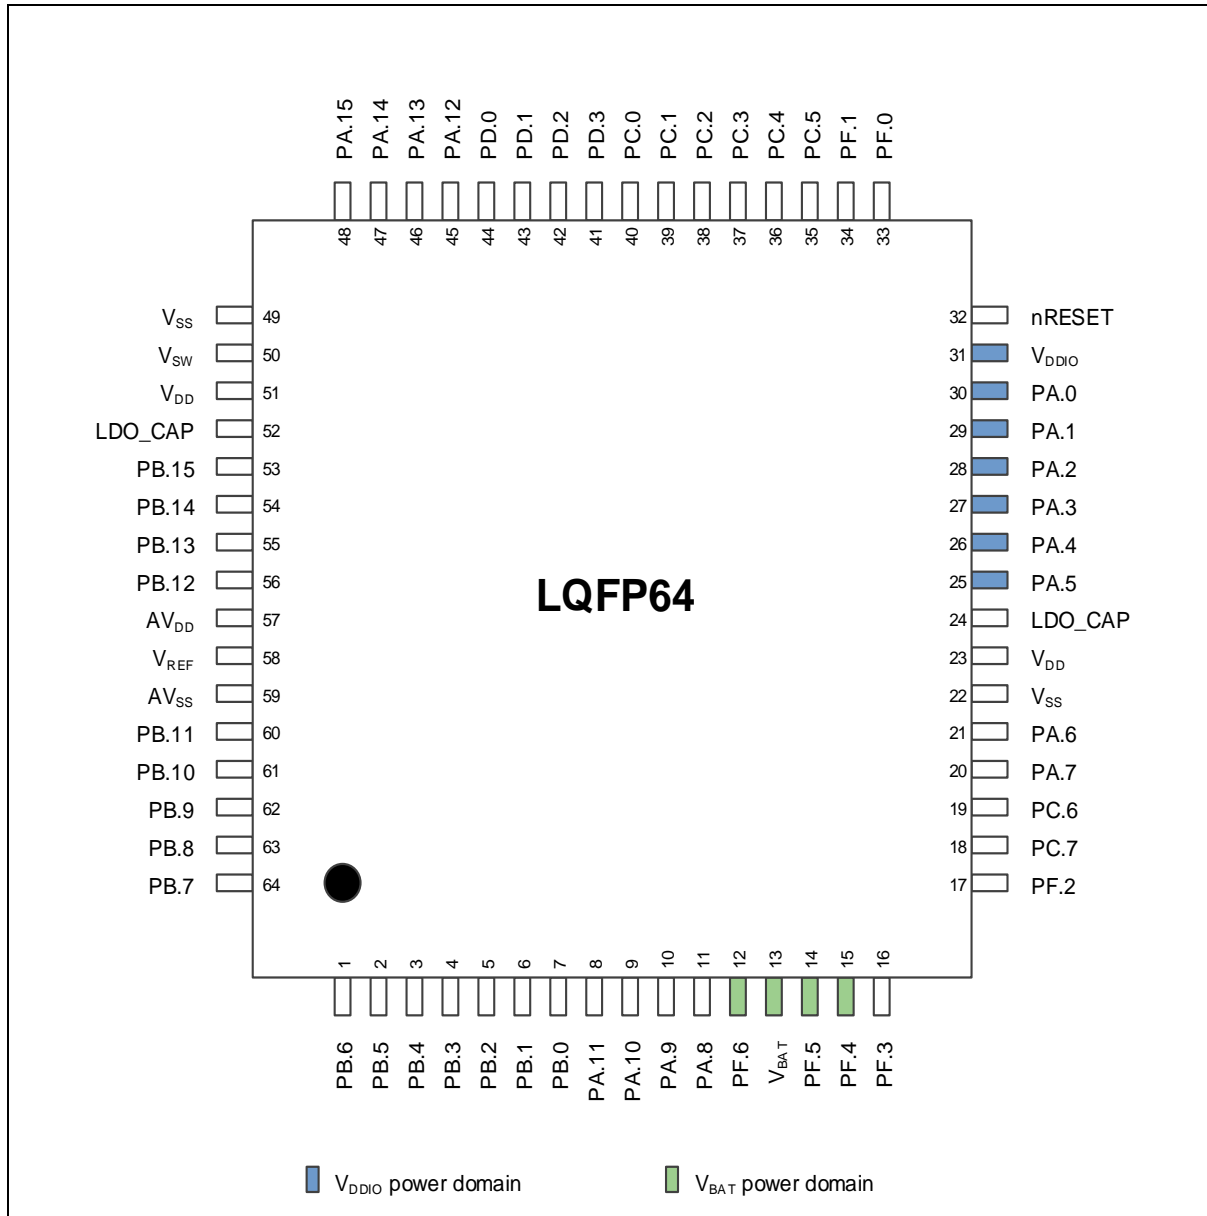 PA.15 PA.14 PA.13 PA.12 PD.0 PD.1 PD.2 PD.3 PC.0 PC.1 PC.2 PC.3 PC.4 PC.5 PF.1 PF.0
48 47 46 45 44 43 42 41 40 39 38 37 36 35 34 33
VSS 49 32 nRESET
VSW 50 31 VDDIO
VDD 51 30 PA.0
LDO_CAP 52 29 PA.1
PB.15 53 28 PA.2
PB.14 54 27 PA.3
PB.13 55 26 PA.4
PB.12 56 25 PA.5
LQFP64
AVDD 57 24 LDO_CAP
VREF 58 23 VDD
AVSS 59 22 VSS
PB.11 60 21 PA.6
PB.10 61 20 PA.7
PB.9 62 19 PC.6
PB.8 63 18 PC.7
PB.7 64 17 PF.2
1 2 3 4 5 6 7 8 9 10 11 12 13 14 15 16
PB.6 PB.5 PB.4 PB.3 PB.2 PB.1 PB.0 PA.11 PA.10 PA.9 PA.8 PF.6 VBAT PF.5 PF.4 PF.3
VDDIO power domain VBAT power domain